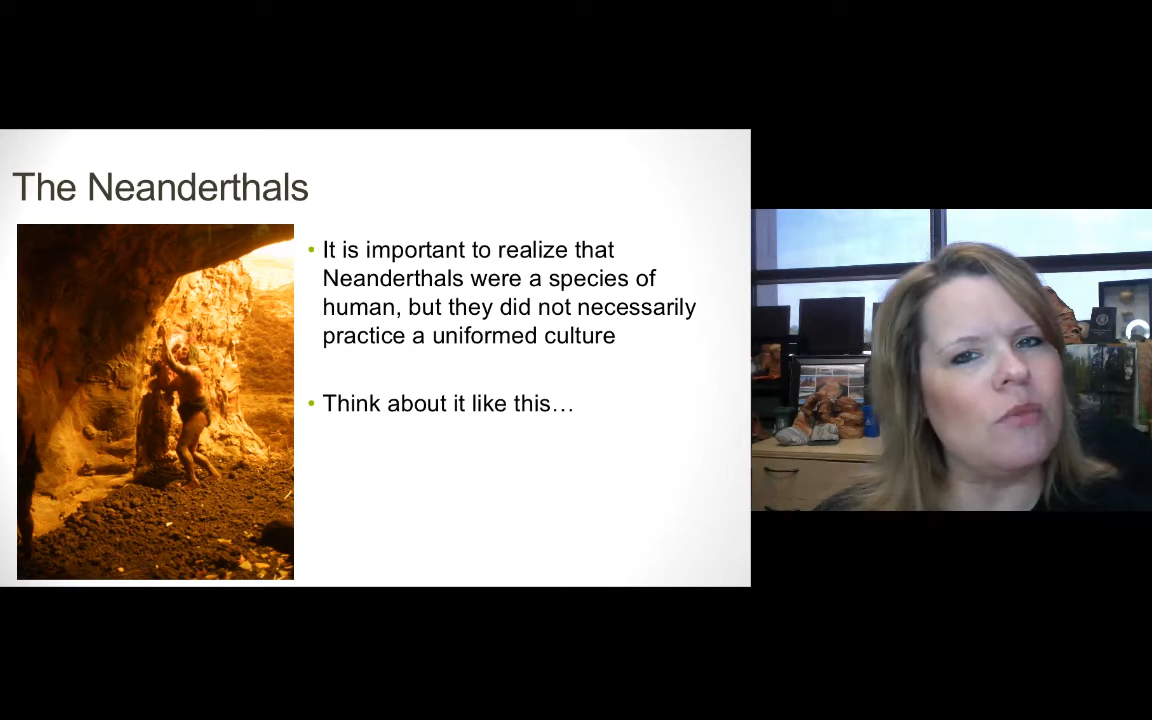 The Neanderthals
• It is important to realize that
Neanderthals were a species of
human, but they did not necessarily
practice a uniformed culture
• Think about it like this…